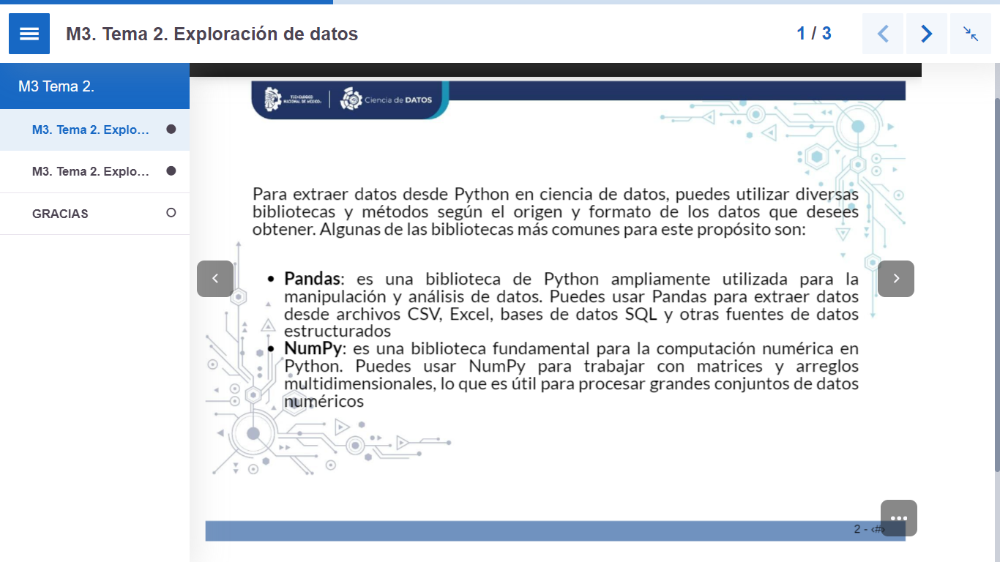 M3. Tema 2. Exploración de datos
1 / 3
M3 Tema 2.
M3. Tema 2. Explo...
M3. Tema 2. Explo...
GRACIAS
TECNOLÓGICO
NACIONAL DE MÉXICO
Ciencia de DATOS
Para extraer datos desde Python en ciencia de datos, puedes utilizar diversas
bibliotecas y métodos según el origen y formato de los datos que desees
obtener. Algunas de las bibliotecas más comunes para este propósito son:
• Pandas: es una biblioteca de Python ampliamente utilizada para la
manipulación y análisis de datos. Puedes usar Pandas para extraer datos
desde archivos CSV, Excel, bases de datos SQL y otras fuentes de datos
estructurados
• NumPy: es una biblioteca fundamental para la computación numérica en
Python. Puedes usar NumPy para trabajar con matrices y arreglos
multidimensionales, lo que es útil para procesar grandes conjuntos de datos
numéricos
2 - ‹#›